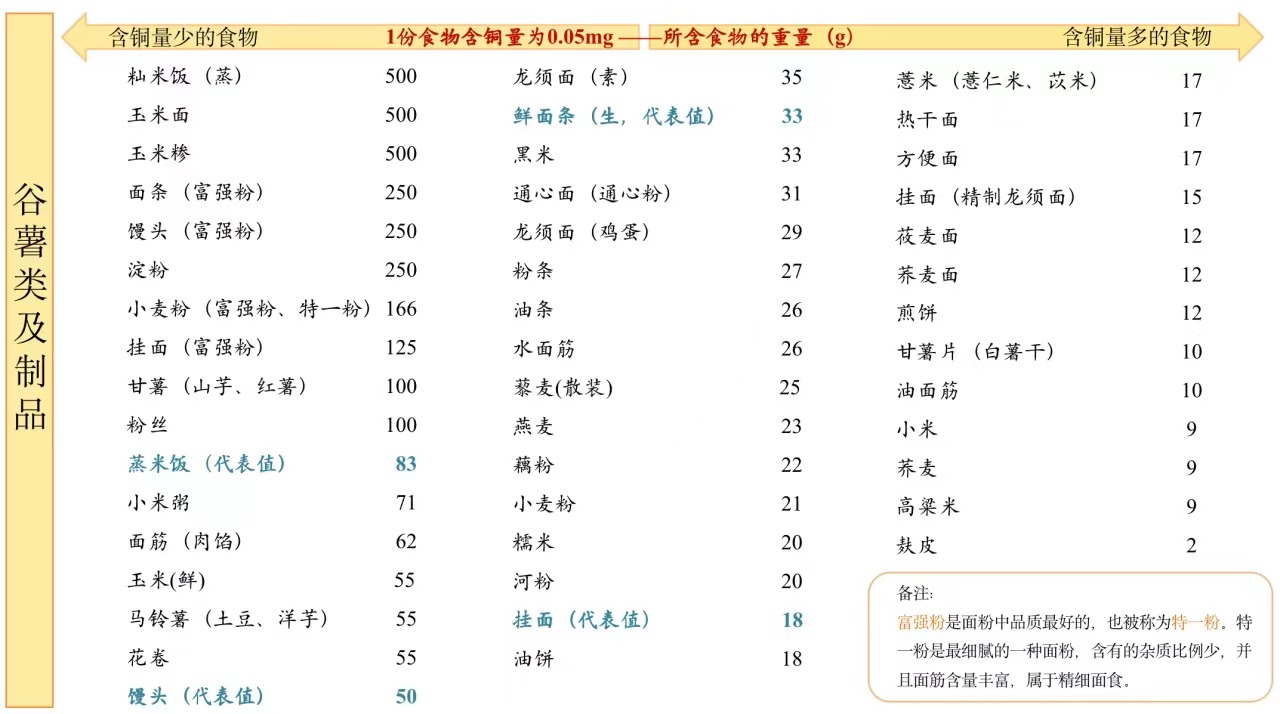 谷薯类及制品
含铜量少的食物 1份食物含铜量为0.05mg ——所含食物的重量（g） 含铜量多的食物
籼米饭（蒸） 500
玉米面 500
玉米糁 500
面条（富强粉） 250
馒头（富强粉） 250
淀粉 250
小麦粉（富强粉、特一粉） 166
挂面（富强粉） 125
甘薯（山芋、红薯） 100
粉丝 100
蒸米饭（代表值） 83
小米粥 71
面筋（肉馅） 62
玉米(鲜) 55
马铃薯（土豆、洋芋） 55
花卷 55
馒头（代表值） 50
龙须面（素） 35
鲜面条（生，代表值） 33
黑米 33
通心面（通心粉） 31
龙须面（鸡蛋） 29
粉条 27
油条 26
水面筋 26
藜麦(散装) 25
燕麦 23
藕粉 22
小麦粉 21
糯米 20
河粉 20
挂面（代表值） 18
油饼 18
薏米（薏仁米、苡米） 17
热干面 17
方便面 17
挂面（精制龙须面） 15
莜麦面 12
荞麦面 12
煎饼 12
甘薯片（白薯干） 10
油面筋 10
小米 9
荞麦 9
高粱米 9
麸皮 2
备注:
富强粉是面粉中品质最好的，也被称为特一粉。特
一粉是最细腻的一种面粉，含有的杂质比例少，并
且面筋含量丰富，属于精细面食。